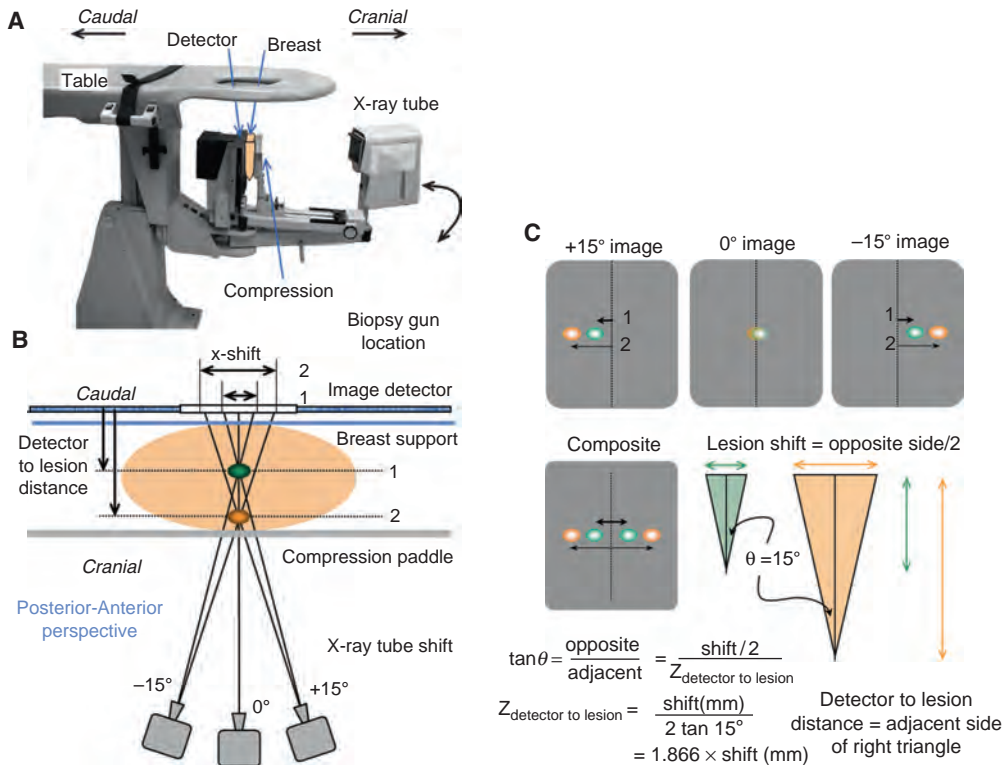 A
Caudal
Cranial
Detector
Breast
Table
X-ray tube
Compression
Biopsy gun
location
B
x-shift
2
1
Image detector
Caudal
Breast support
Detector
to lesion
distance
1
2
Compression paddle
Cranial
Posterior-Anterior
perspective
X-ray tube shift
–15°
0°
+15°
C
+15° image
0° image
–15° image
1
2
1
2
Composite
Lesion shift = opposite side/2
θ = 15°
tanθ = opposite / adjacent = shift/2 / Z detector to lesion
Z detector to lesion = shift(mm) / 2 tan 15°
= 1.866 × shift (mm)
Detector to lesion
distance = adjacent side
of right triangle